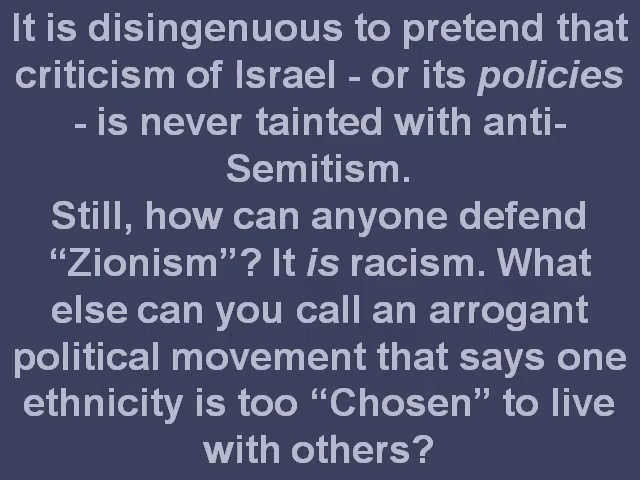 It is disingenuous to pretend that
criticism of Israel - or its policies
- is never tainted with anti-
Semitism.
Still, how can anyone defend
“Zionism”? It is racism. What
else can you call an arrogant
political movement that says one
ethnicity is too “Chosen” to live
with others?